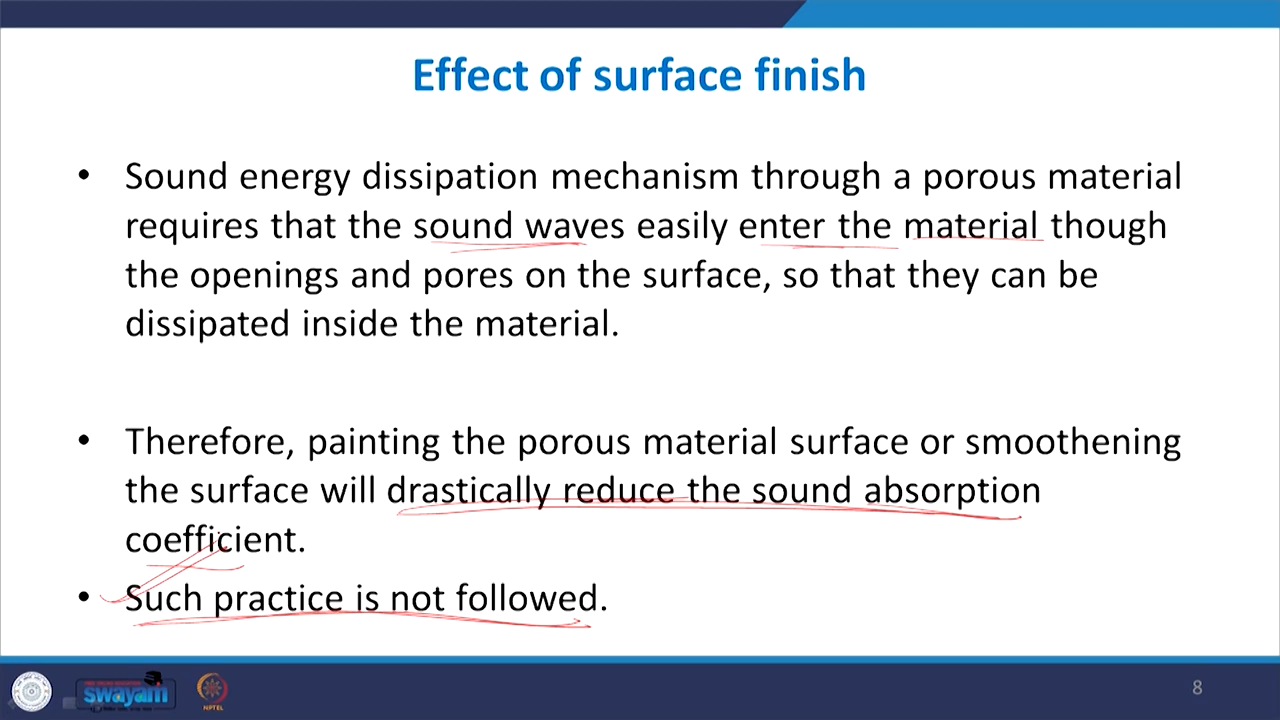 Effect of surface finish
• Sound energy dissipation mechanism through a porous material
requires that the sound waves easily enter the material though
the openings and pores on the surface, so that they can be
dissipated inside the material.
• Therefore, painting the porous material surface or smoothening
the surface will drastically reduce the sound absorption
coefficient.
• Such practice is not followed.
swayam
NPTEL
8